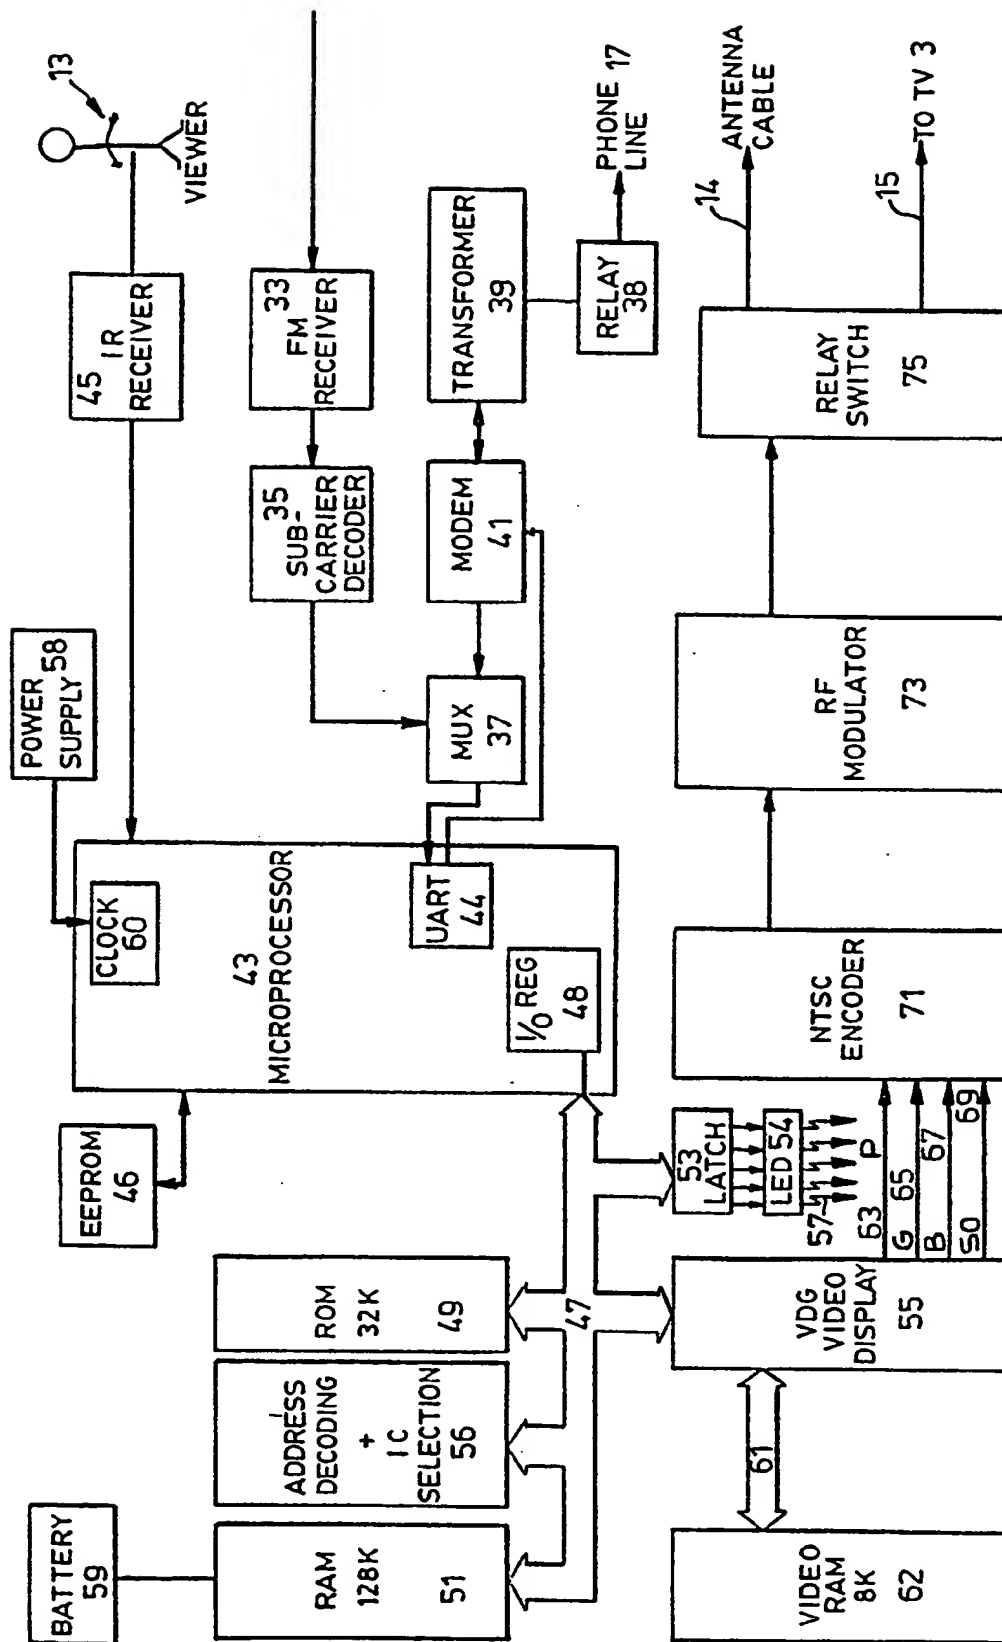 13
VIEWER
45 IR
RECEIVER
33
FM
RECEIVER
35
SUB-
CARRIER
DECODER
POWER
SUPPLY 58
CLOCK
60
43
MICROPROCESSOR
UART
44
I/O REG
48
MUX
37
MODEM
41
TRANSFORMER
39
RELAY
38
PHONE 17
LINE
EEPROM
46
BATTERY
59
RAM
128K
51
ADDRESS
DECODING
+
IC
SELECTION
56
ROM
32K
49
47
53
LATCH
LED 54
57
P
63
G 65
B 67
SO 69
VIDEO
RAM
8K
62
61
VDG
VIDEO
DISPLAY
55
NTSC
ENCODER
71
RF
MODULATOR
73
RELAY
SWITCH
75
14
ANTENNA
CABLE
15
TO TV 3